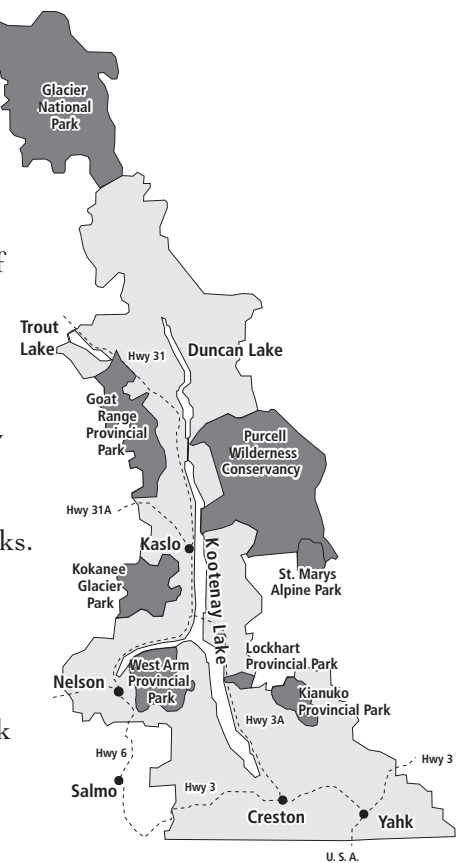 Glacier
National
Park
f
Trout
Lake
Hwy 31
Duncan Lake
Goat
Range
Provincial
Park
Purcell
Wilderness
Conservancy
Hwy 31A
ks.
Kaslo
Kootenay Lake
Kokanee
Glacier
Park
St. Marys
Alpine Park
Lockhart
Provincial Park
West Arm
Provincial
Park
Nelson
Kianuko
Provincial Park
Hwy 3A
k
Hwy 6
Hwy 3
Salmo
Hwy 3
Creston
Yahk
U. S. A.